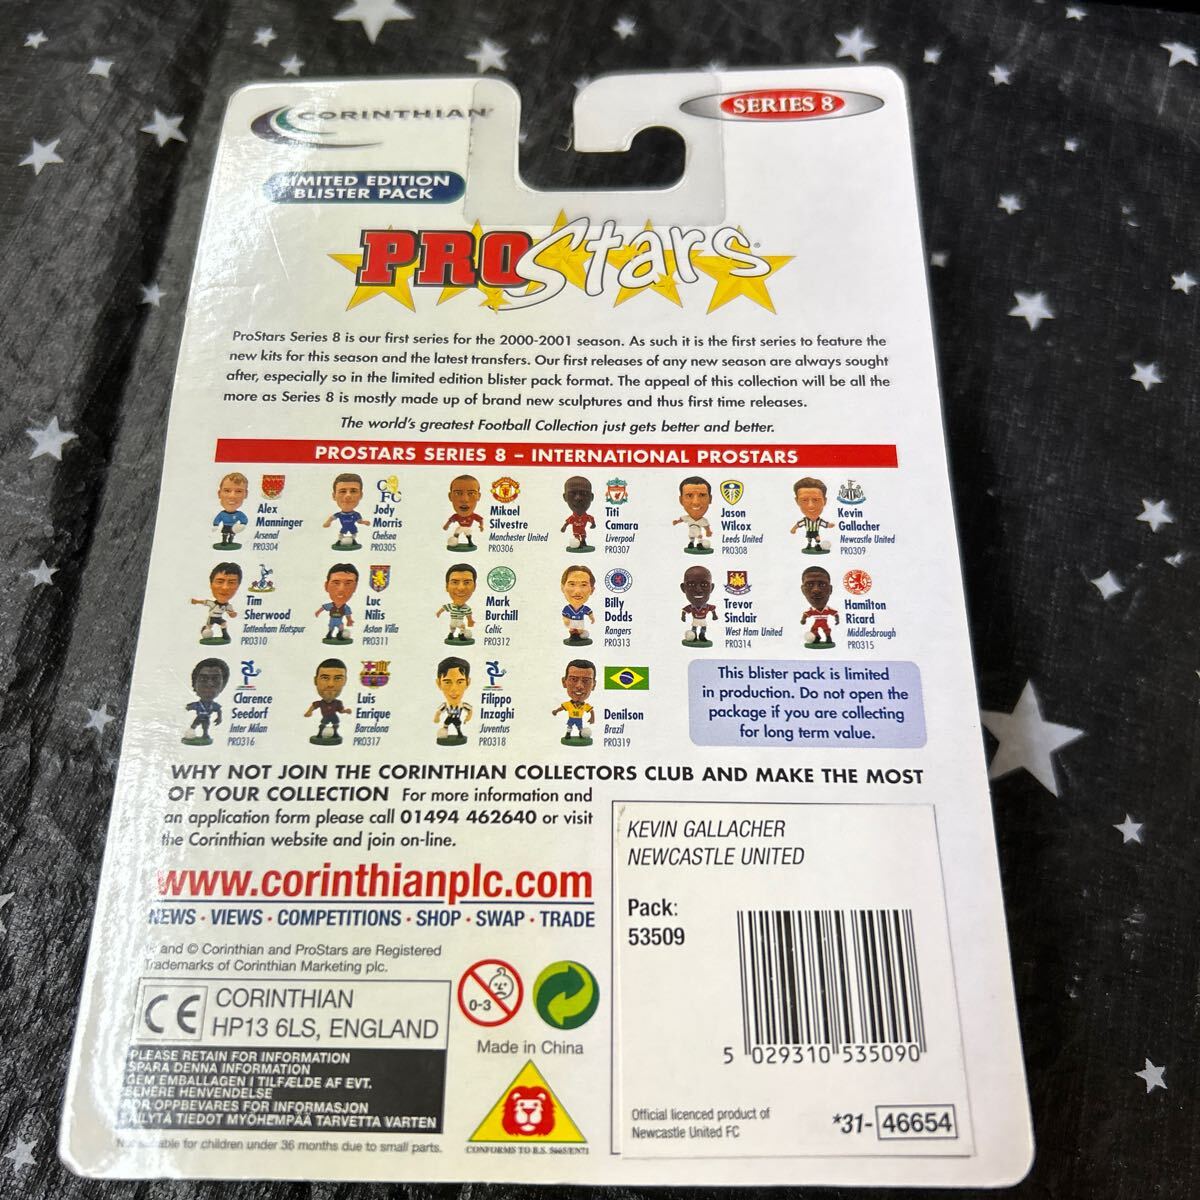 CORINTHIAN
SERIES 8
LIMITED EDITION
BLISTER PACK
PROStars
ProStars Series 8 is our first series for the 2000-2001 season. As such it is the first series to feature the
new kits for this season and the latest transfers. Our first releases of any new season are always sought
after, especially so in the limited edition blister pack format. The appeal of this collection will be all the
more as Series 8 is mostly made up of brand new sculptures and thus first time releases.
The world's greatest Football Collection just gets better and better.
PROSTARS SERIES 8 – INTERNATIONAL PROSTARS
Alex
Manninger
Arsenal
PRO304
Jody
Morris
Chelsea
PRO305
Mikael
Silvestre
Manchester United
PRO306
Titi
Camara
Liverpool
PRO307
Jason
Wilcox
Leeds United
PRO308
Kevin
Gallacher
Newcastle United
PRO309
Tim
Sherwood
Tottenham Hotspur
PRO310
Luc
Nilis
Aston Villa
PRO311
Mark
Burchill
Celtic
PRO312
Billy
Dodds
Rangers
PRO313
Trevor
Sinclair
West Ham United
PRO314
Hamilton
Ricard
Middlesbrough
PRO315
Clarence
Seedorf
Inter Milan
PRO316
Luis
Enrique
Barcelona
PRO317
Filippo
Inzaghi
Juventus
PRO318
Denilson
Brazil
PRO319
This blister pack is limited
in production. Do not open the
package if you are collecting
for long term value.
WHY NOT JOIN THE CORINTHIAN COLLECTORS CLUB AND MAKE THE MOST
OF YOUR COLLECTION For more information and
an application form please call 01494 462640 or visit
the Corinthian website and join on-line.
www.corinthianplc.com
NEWS · VIEWS · COMPETITIONS · SHOP · SWAP · TRADE
® and © Corinthian and ProStars are Registered
Trademarks of Corinthian Marketing plc.
CE
CORINTHIAN
HP13 6LS, ENGLAND
PLEASE RETAIN FOR INFORMATION
SPARA DENNA INFORMATION
GEM EMBALLAGEN I TILFÆLDE AF EVT.
SENERE HENVENDELSE
FOR OPPBEVARES FOR INFORMASJON
SÄILYTÄ TIEDOT MYÖHEMPÄÄ TARVETTA VARTEN
Not suitable for children under 36 months due to small parts.
0-3
Made in China
CONFORMS TO B.S. 5665/EN71
KEVIN GALLACHER
NEWCASTLE UNITED
Pack:
53509
5 029310 535090
Official licenced product of
Newcastle United FC
*31- 46654